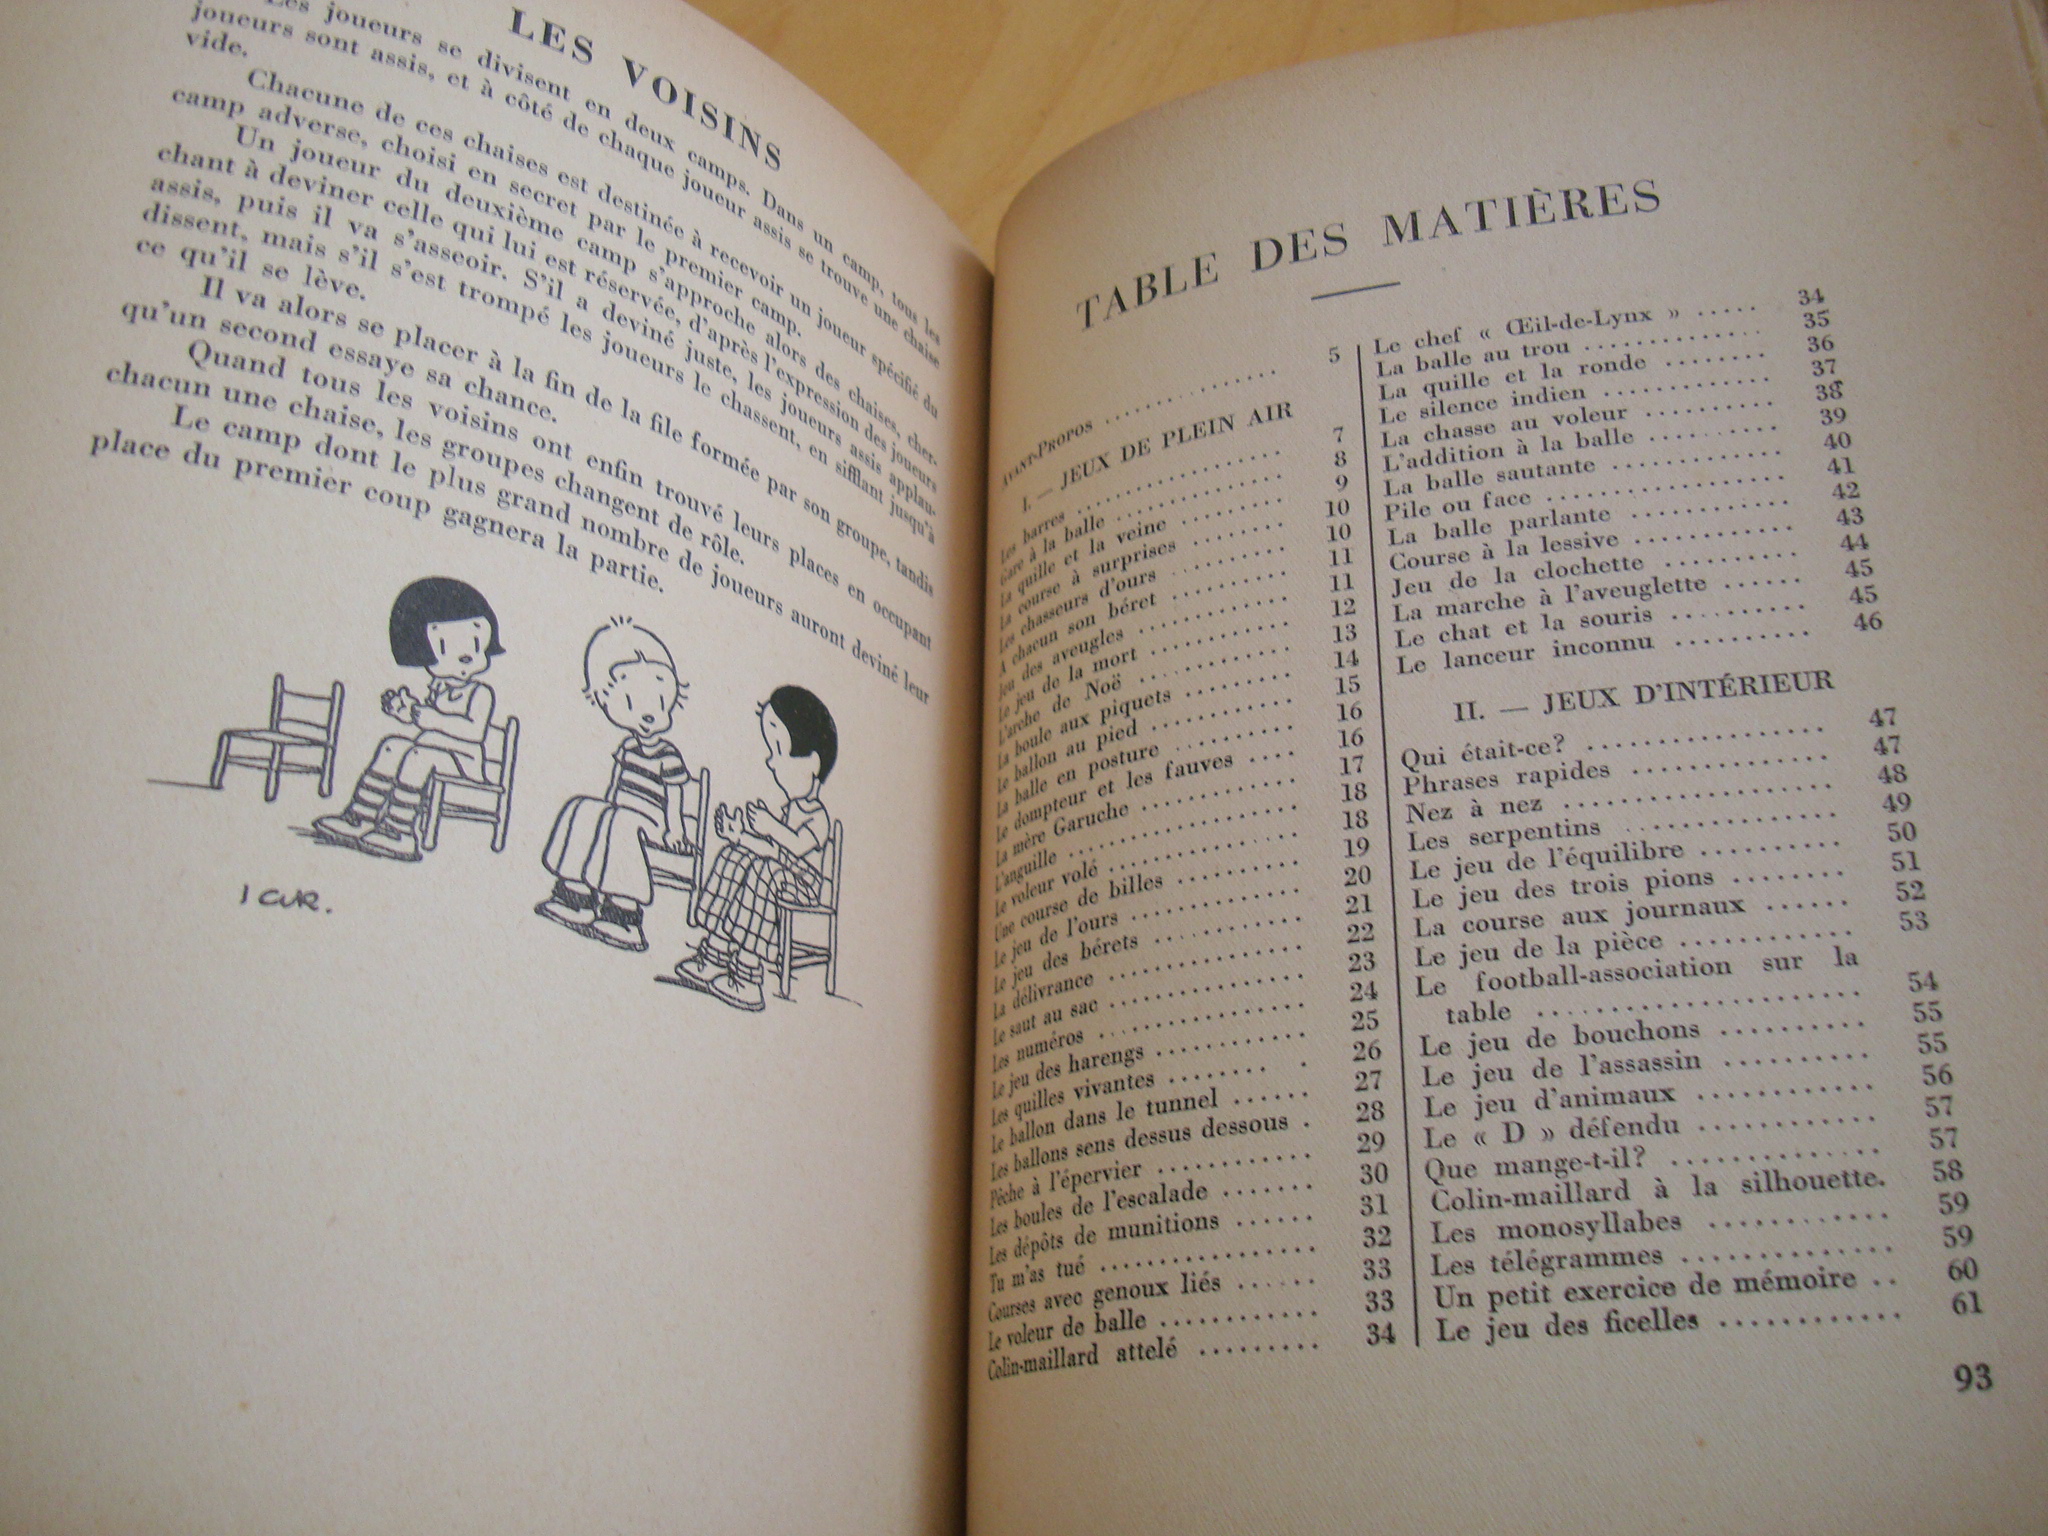 LES VOISINS
Les joueurs se divisent en deux camps. Dans un camp, tous les
joueurs sont assis, et à côté de chaque joueur assis se trouve une chaise
vide.
Chacune de ces chaises est destinée à recevoir un joueur spécifié du
camp adverse, choisi en secret par le premier camp.
Un joueur du deuxième camp s'approche alors des chaises, cher-
chant à deviner celle qui lui est réservée, d'après l'expression des joueurs
assis, puis il va s'asseoir. S'il a deviné juste, les joueurs assis applau-
dissent, mais s'il s'est trompé les joueurs le chassent, en sifflant jusqu'à
ce qu'il se lève.
Il va alors se placer à la fin de la file formée par son groupe, tandis
qu'un second essaye sa chance.
Quand tous les voisins ont enfin trouvé leurs places en occupant
chacun une chaise, les groupes changent de rôle.
Le camp dont le plus grand nombre de joueurs auront deviné leur
place du premier coup gagnera la partie.
TABLE DES MATIÈRES
AVANT-PROPOS .............. 5
I. — JEUX DE PLEIN AIR
Les barres .............. 7
Gare à la balle .............. 8
La quille et la veine ......... 9
La course à surprises ........ 10
Les chasseurs d'ours ......... 10
A chacun son béret .......... 11
Jeu des aveugles ............ 11
Le jeu de la mort ........... 12
L'arche de Noë ............. 13
La boule aux piquets ........ 14
Le ballon au pied ........... 15
La balle en posture ......... 16
Le dompteur et les fauves .... 16
La mère Garuche ............ 17
L'anguille ................. 18
Le voleur volé .............. 18
Une course de billes ......... 19
Le jeu de l'ours ............ 20
Le jeu des bérets ........... 21
La délivrance .............. 22
Le saut au sac .............. 23
Les numéros ................ 24
Le jeu des harengs .......... 25
Les quilles vivantes ........ . 26
Le ballon dans le tunnel ...... 27
Les ballons sens dessus dessous . 28
Pêche à l'épervier ........... 29
Les boules de l'escalade ....... 30
Les dépôts de munitions ...... 31
Tu m'as tué ................ 32
Courses avec genoux liés ...... 33
Le voleur de balle ........... 33
Colin-maillard attelé ......... 34
Le chef « Œil-de-Lynx » ..... 34
La balle au trou ............. 35
La quille et la ronde ........ 36
Le silence indien ............ 37
La chasse au voleur .......... 38
L'addition à la balle ......... 39
La balle sautante ............ 40
Pile ou face ................. 41
La balle parlante ............ 42
Course à la lessive ........... 43
Jeu de la clochette .......... 44
La marche à l'aveuglette ...... 45
Le chat et la souris .......... 45
Le lanceur inconnu .......... 46
II. — JEUX D'INTÉRIEUR
Qui était-ce? ................ 47
Phrases rapides .............. 47
Nez à nez ................... 48
Les serpentins ............... 49
Le jeu de l'équilibre ......... 50
Le jeu des trois pions ........ 51
La course aux journaux ...... 52
Le jeu de la pièce ............ 53
Le football-association sur la
table .................... 54
Le jeu de bouchons .......... 55
Le jeu de l'assassin .......... 55
Le jeu d'animaux ............ 56
Le « D » défendu ............ 57
Que mange-t-il? .............. 57
Colin-maillard à la silhouette. 58
Les monosyllabes ............ 59
Les télégrammes .............. 59
Un petit exercice de mémoire .. 60
Le jeu des ficelles ............ 61
93